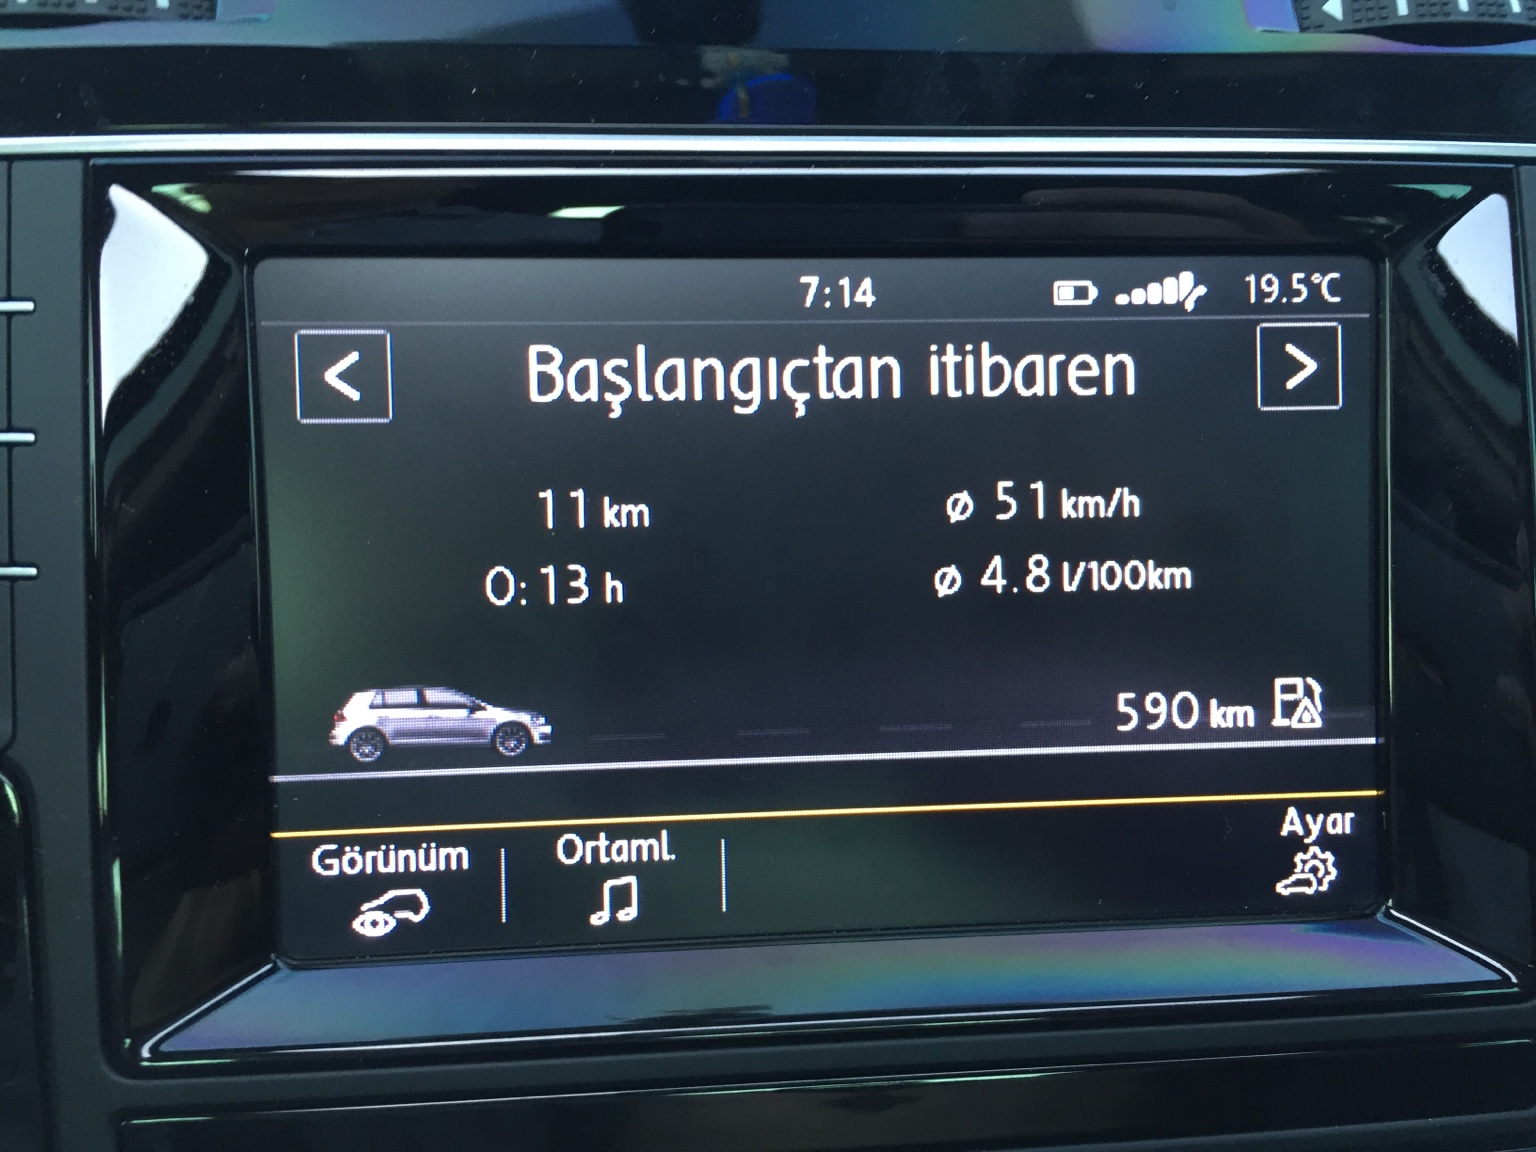 7:14 19.5°C
< Başlangıçtan itibaren >
11 km ⌀ 51 km/h
0:13 h ⌀ 4.8 l/100km
590 km
Görünüm Ortaml. Ayar